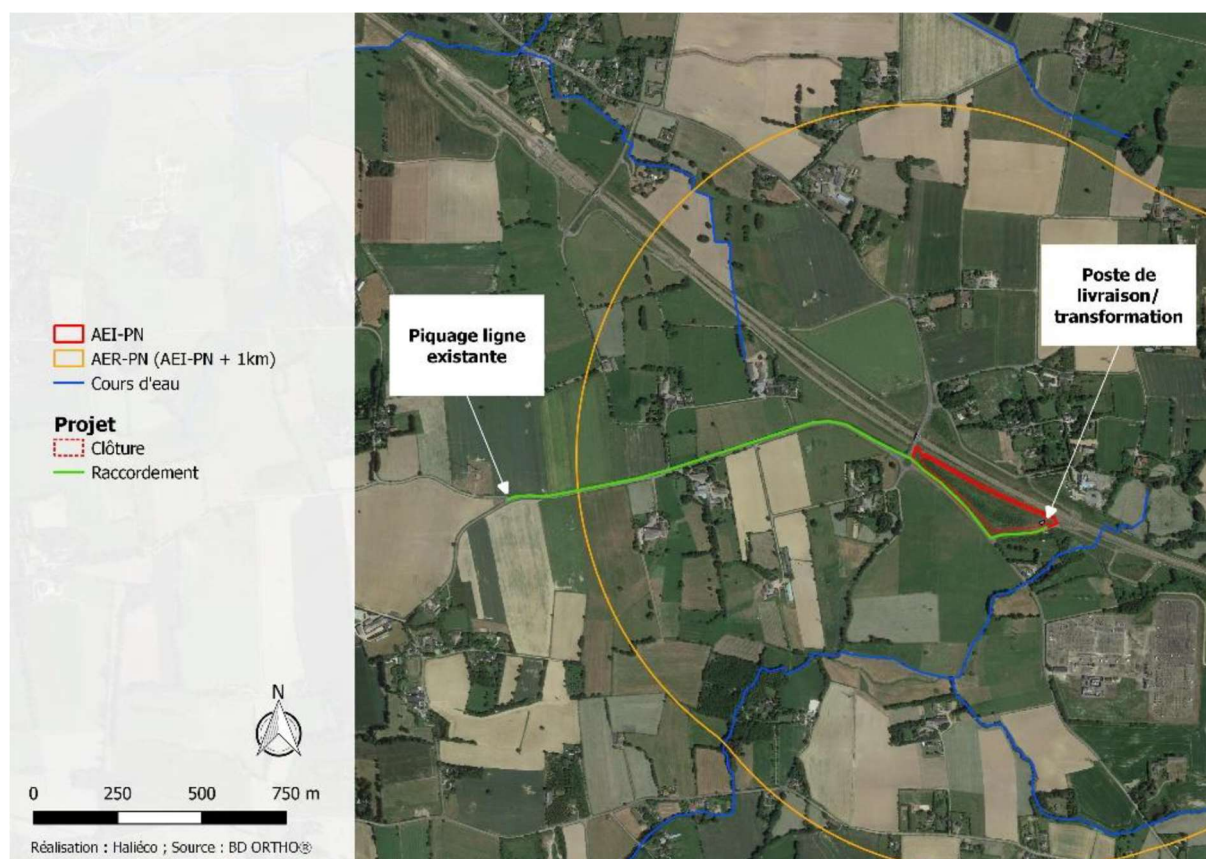 Piquage ligne
existante
Poste de
livraison/
transformation
AEI-PN
AER-PN (AEI-PN + 1km)
Cours d'eau
Projet
Clôture
Raccordement
N
0 250 500 750 m
Réalisation : Haliéco ; Source : BD ORTHO®